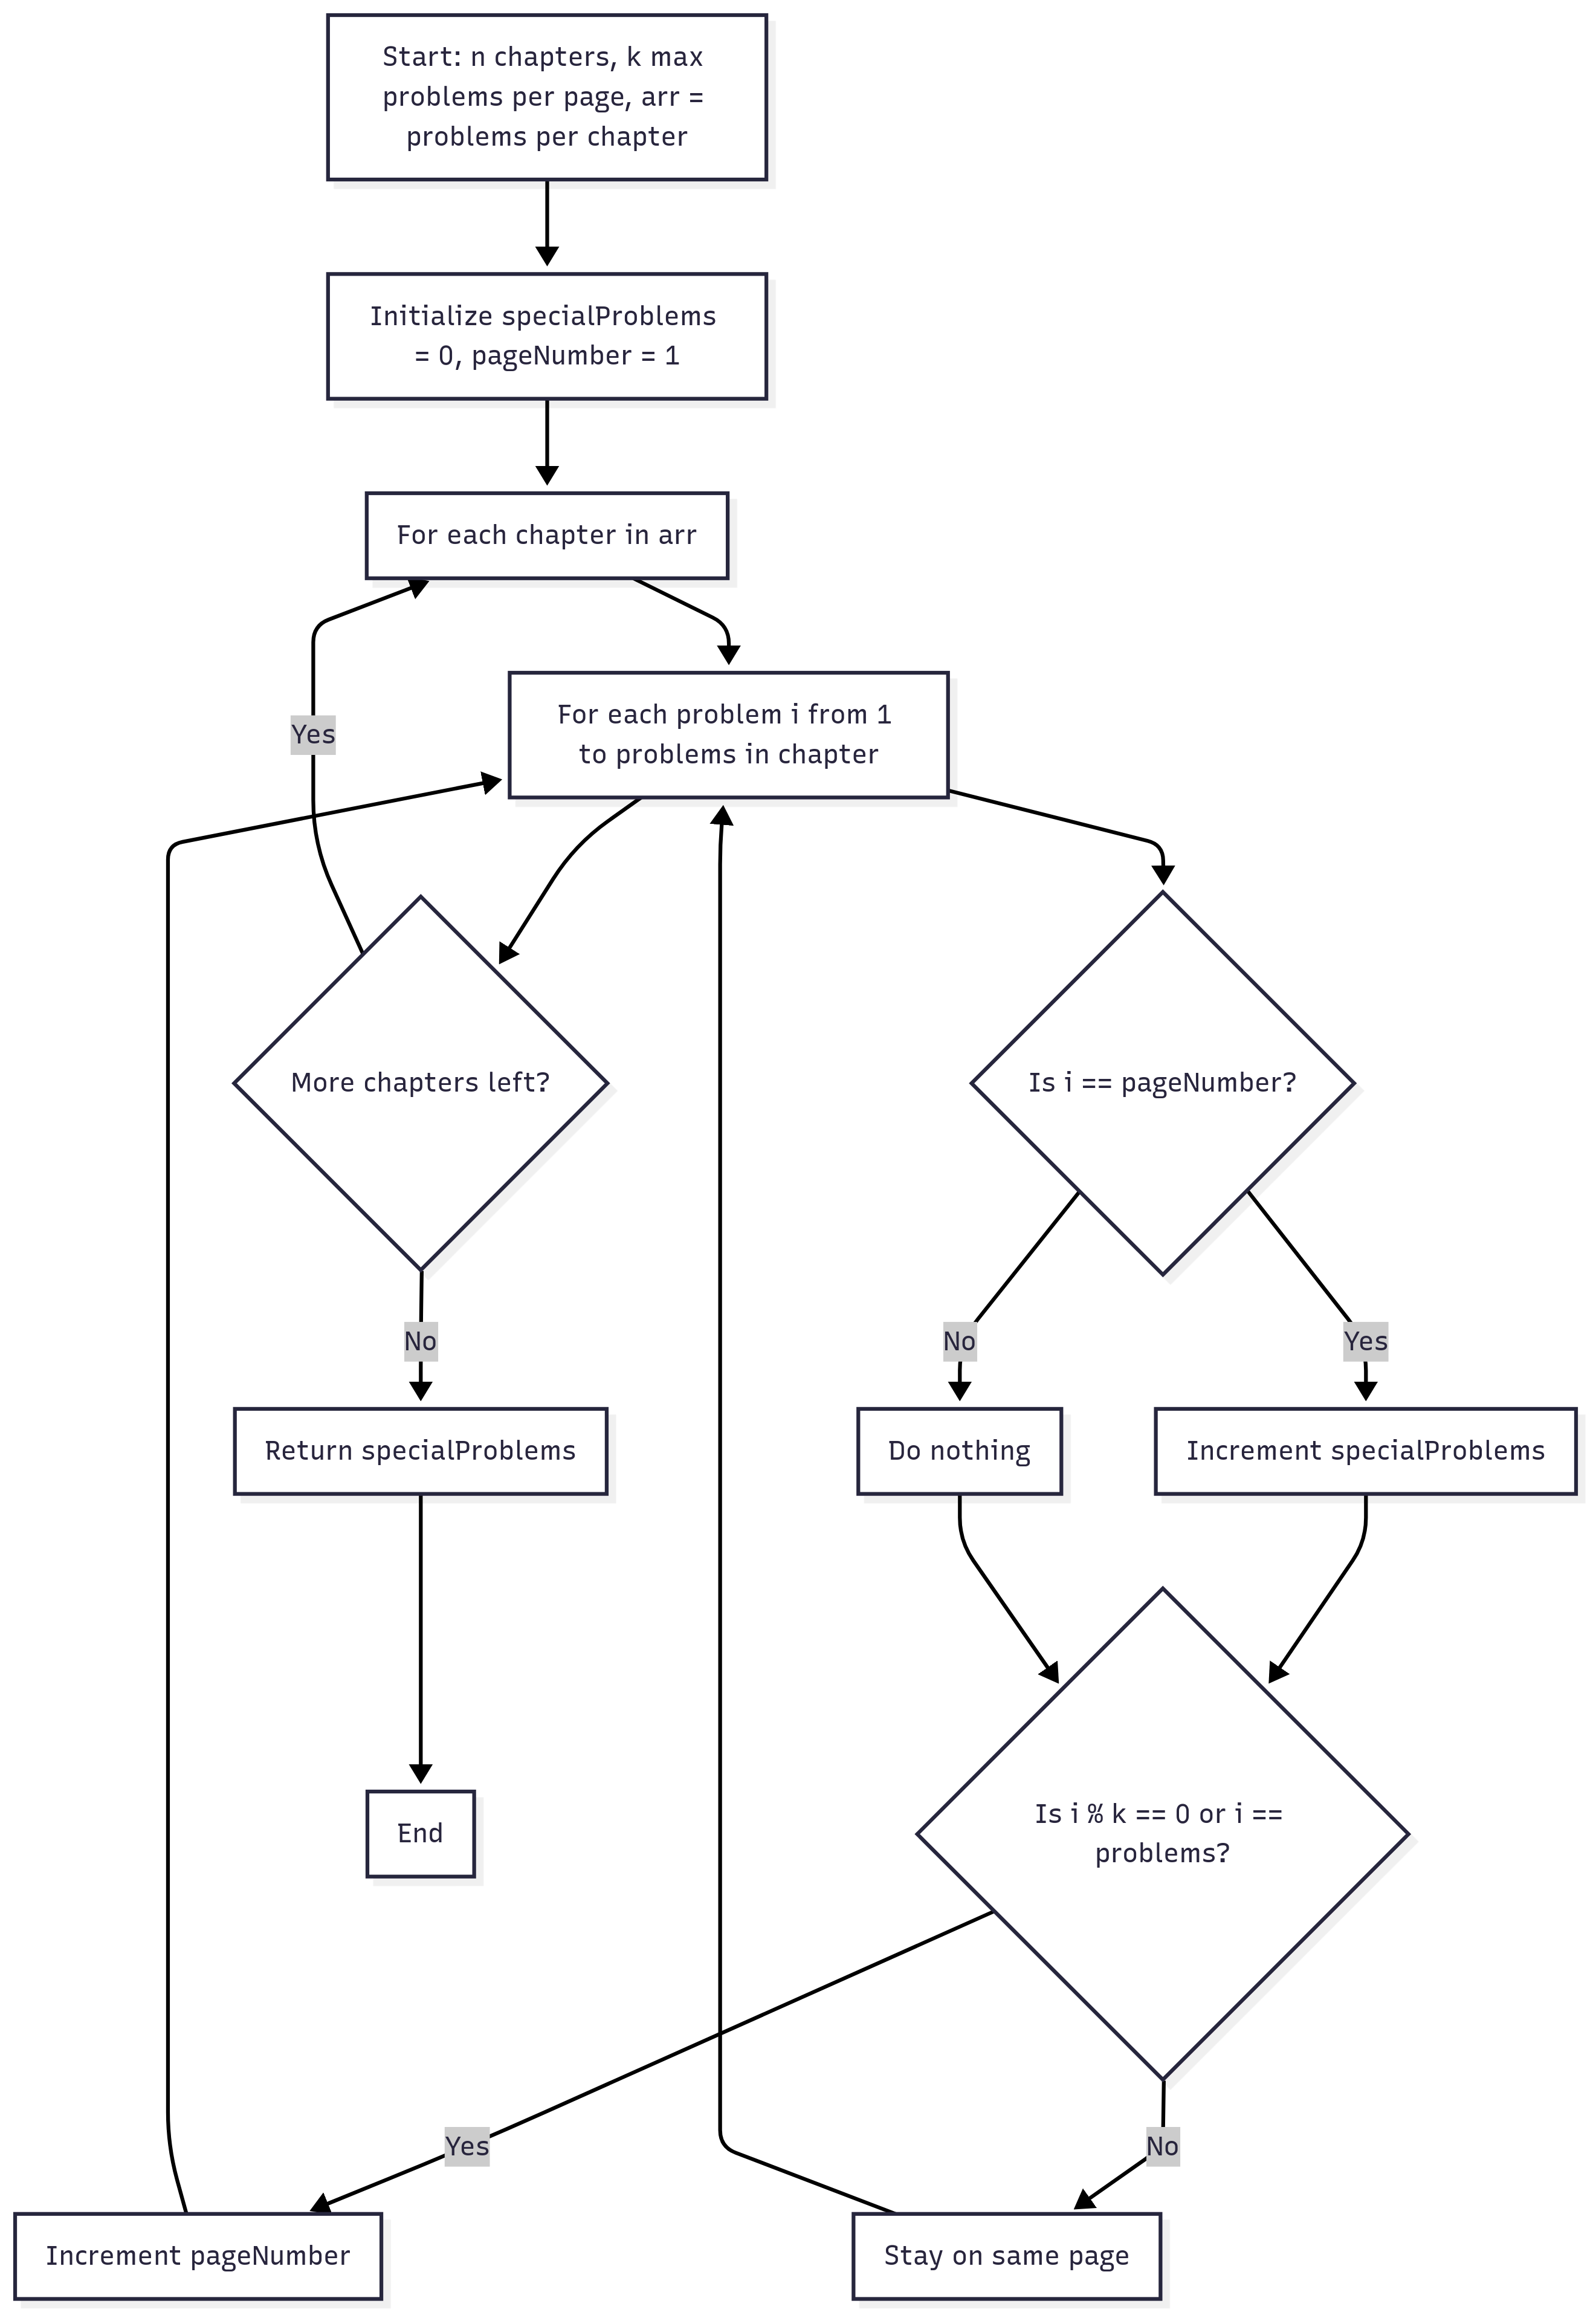 Start: n chapters, k max
problems per page, arr =
problems per chapter
Initialize specialProblems
= 0, pageNumber = 1
For each chapter in arr
For each problem i from 1
to problems in chapter
Yes
More chapters left?
Is i == pageNumber?
No
No
Yes
Return specialProblems
Do nothing
Increment specialProblems
Is i % k == 0 or i ==
problems?
End
Yes
No
Increment pageNumber
Stay on same page